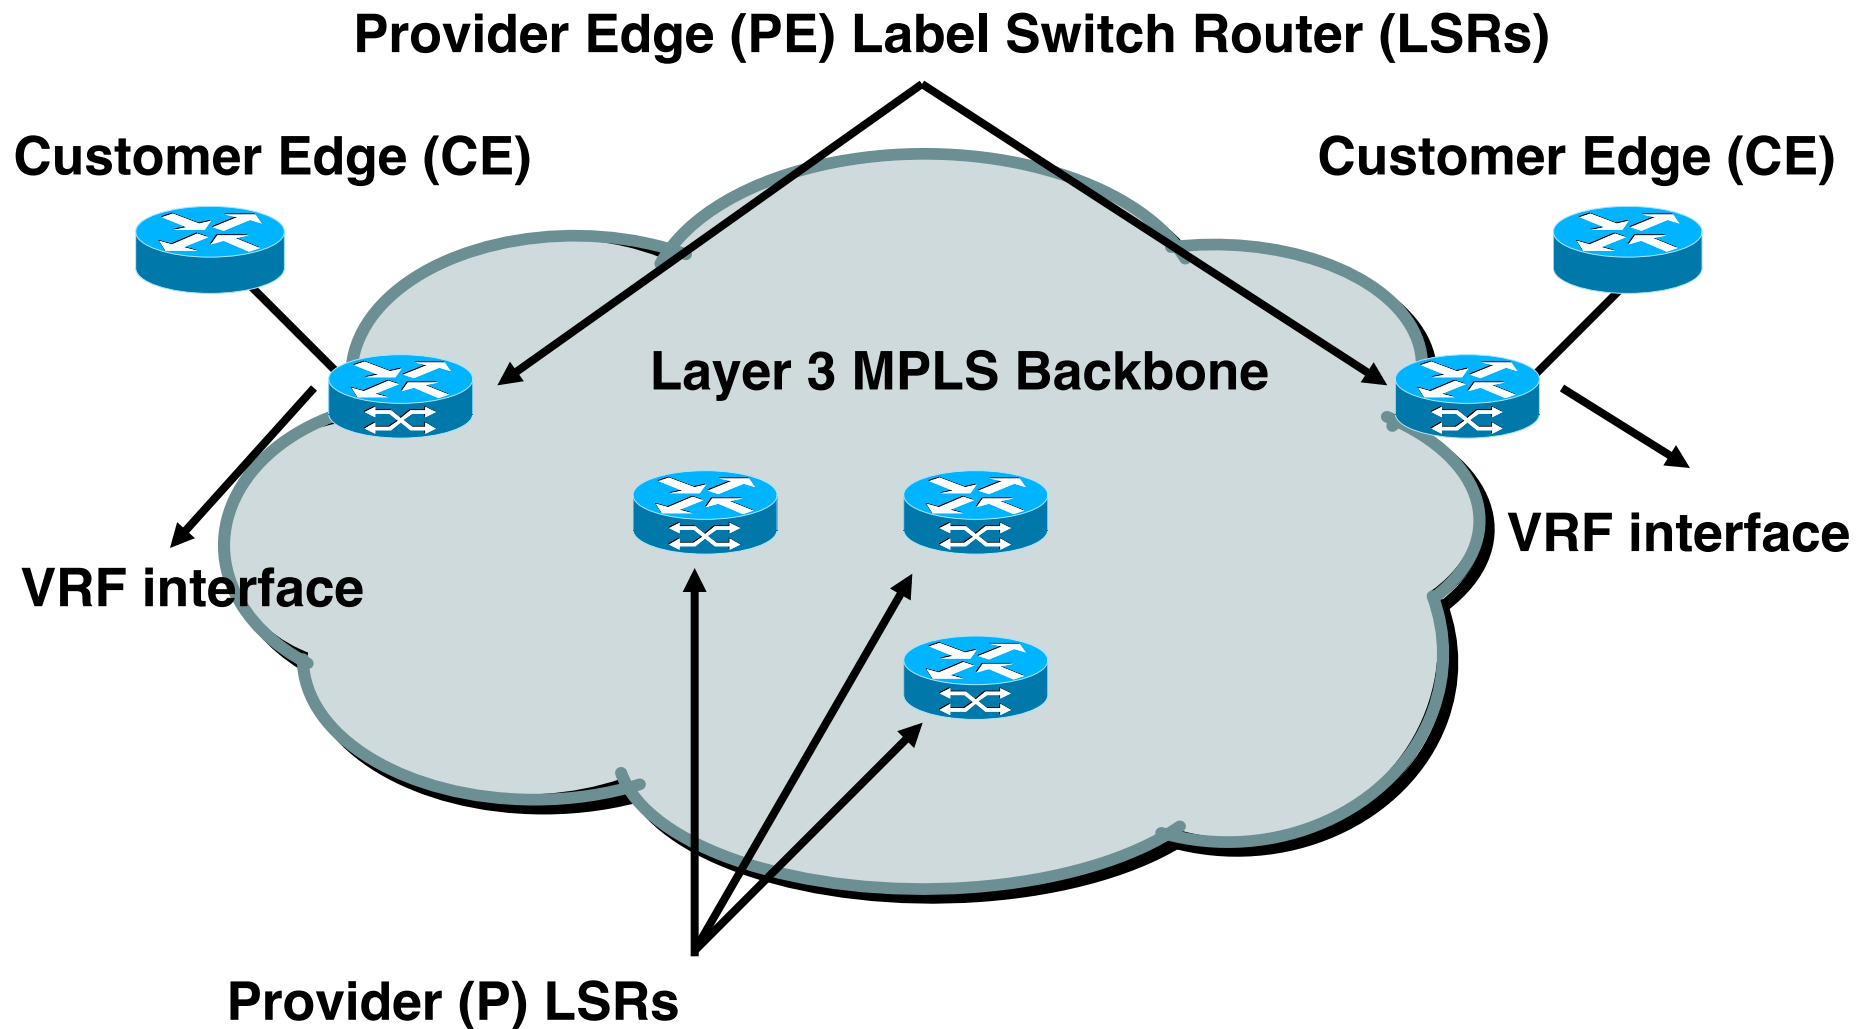 Provider Edge (PE) Label Switch Router (LSRs)
Customer Edge (CE)
Customer Edge (CE)
Layer 3 MPLS Backbone
VRF interface
VRF interface
Provider (P) LSRs